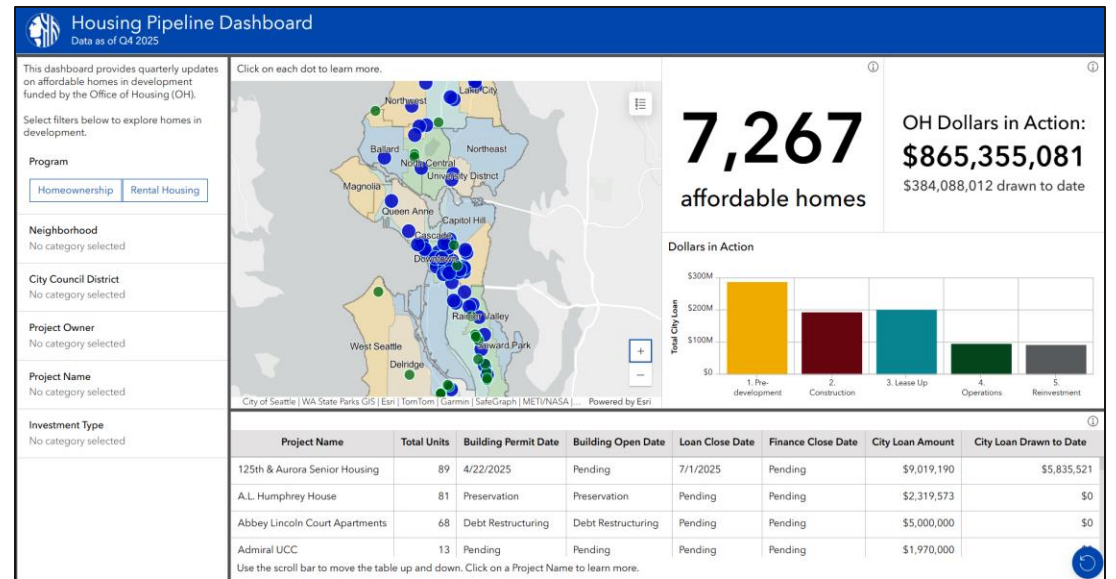 Housing Pipeline Dashboard
Data as of Q4 2025
This dashboard provides quarterly updates
on affordable homes in development
funded by the Office of Housing (OH).
Select filters below to explore homes in
development.
Program
Homeownership Rental Housing
Neighborhood
No category selected
City Council District
No category selected
Project Owner
No category selected
Project Name
No category selected
Investment Type
No category selected
Click on each dot to learn more.
Lake City
Northwest
Ballard
Northeast
North Central
University District
Magnolia
Queen Anne
Capitol Hill
Cascade
Downtown
Rainier Valley
West Seattle
Seward Park
Delridge
+
−
City of Seattle | WA State Parks GIS | Esri | TomTom | Garmin | SafeGraph | METI/NASA |... Powered by Esri
7,267
affordable homes
OH Dollars in Action:
$865,355,081
$384,088,012 drawn to date
Dollars in Action
Total City Loan
$300M
$200M
$100M
$0
1. Pre-
development
2.
Construction
3. Lease Up
4.
Operations
5.
Reinvestment
Project Name Total Units Building Permit Date Building Open Date Loan Close Date Finance Close Date City Loan Amount City Loan Drawn to Date
125th & Aurora Senior Housing 89 4/22/2025 Pending 7/1/2025 Pending $9,019,190 $5,835,521
A.L. Humphrey House 81 Preservation Preservation Pending Pending $2,319,573 $0
Abbey Lincoln Court Apartments 68 Debt Restructuring Debt Restructuring Pending Pending $5,000,000 $0
Admiral UCC 13 Pending Pending Pending Pending $1,970,000
Use the scroll bar to move the table up and down. Click on a Project Name to learn more.